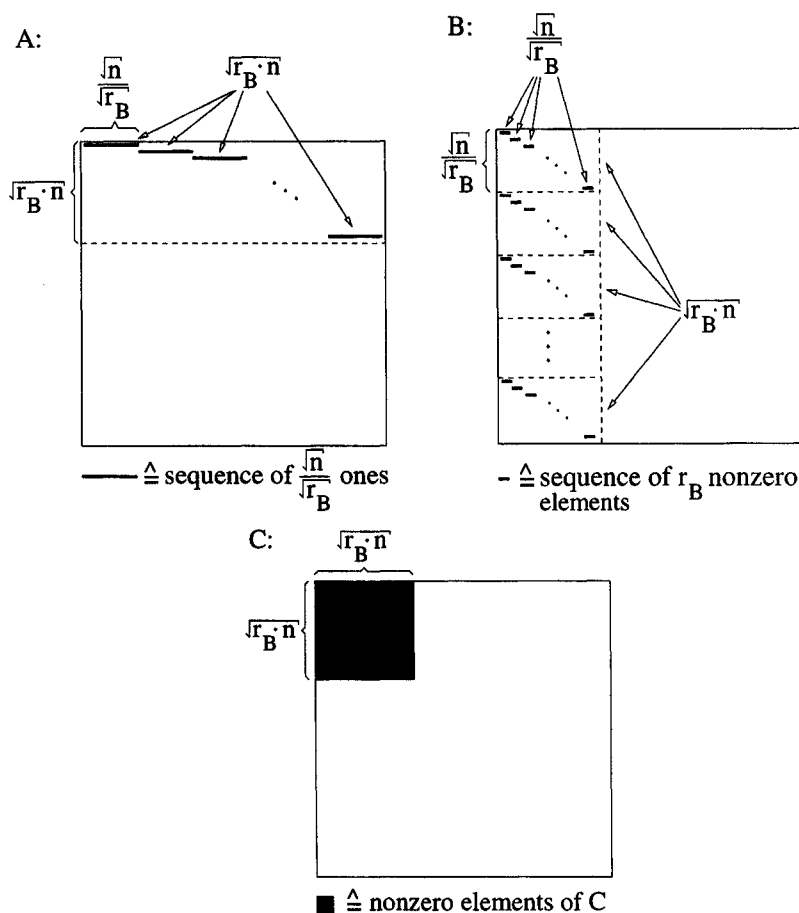 A:
√n / √r_B
√r_B · n
√r_B · n
▬ ≙ sequence of √n / √r_B ones
B:
√n / √r_B
√n / √r_B
√r_B · n
- ≙ sequence of r_B nonzero
elements
C:
√r_B · n
√r_B · n
■ ≙ nonzero elements of C